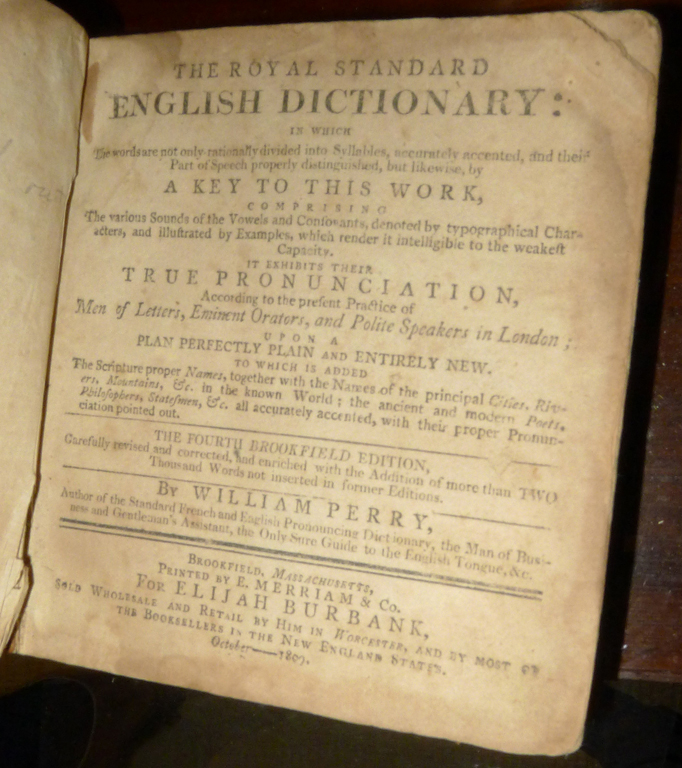 THE ROYAL STANDARD
ENGLISH DICTIONARY:
IN WHICH
The words are not only rationally divided into Syllables, accurately accented, and their
Part of Speech properly distinguished, but likewise, by
A KEY TO THIS WORK,
COMPRISING
The various Sounds of the Vowels and Conſonants, denoted by typographical Char-
acters, and illuſtrated by Examples, which render it intelligible to the weakeſt
Capacity.
IT EXHIBITS THEIR
TRUE PRONUNCIATION,
According to the preſent Practice of
Men of Letters, Eminent Orators, and Polite Speakers in London;
UPON A
PLAN PERFECTLY PLAIN AND ENTIRELY NEW.
TO WHICH IS ADDED
The Scripture proper Names, together with the Names of the principal Cities, Riv-
ers, Mountains, &c. in the known World; the ancient and modern Poets,
Philoſophers, Stateſmen, &c. all accurately accented, with their proper Pronun-
ciation pointed out.
THE FOURTH BROOKFIELD EDITION,
Carefully revised and corrected, and enriched with the Addition of more than TWO
Thousand Words not inserted in former Editions.
By WILLIAM PERRY,
Author of the Standard French and English Pronouncing Dictionary, the Man of Busi-
ness and Gentleman's Assistant, the Only Sure Guide to the English Tongue, &c.
BROOKFIELD, MASSACHUSETTS,
PRINTED BY E. MERRIAM & Co.
FOR ELIJAH BURBANK,
SOLD WHOLESALE AND RETAIL BY HIM IN WORCESTER, AND BY MOST OF
THE BOOKSELLERS IN THE NEW ENGLAND STATES.
October——1809.